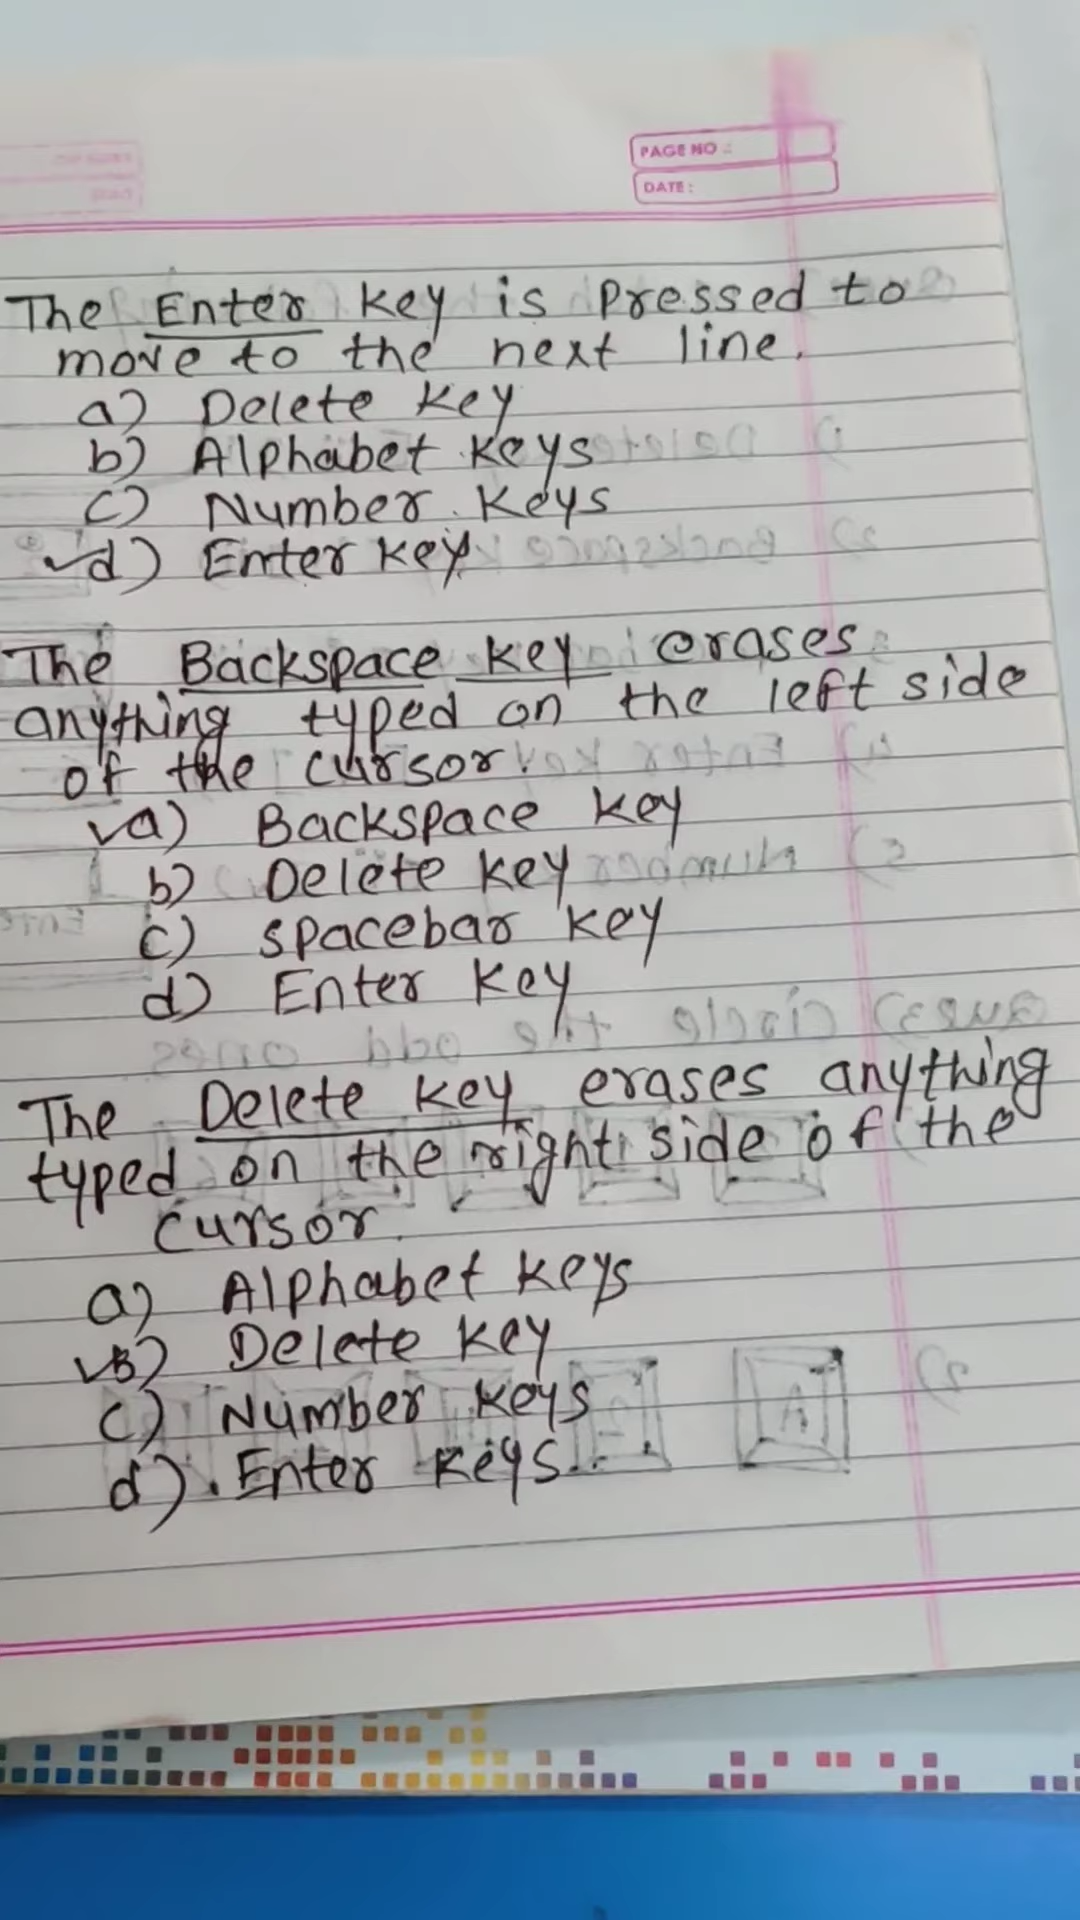 PAGE NO.:
DATE:
The Enter key is pressed to
move to the next line.
a) Delete key
b) Alphabet keys
c) Number keys
d) Enter key
The Backspace key erases
anything typed on the left side
of the cursor.
a) Backspace key
b) Delete key
c) spacebar key
d) Enter key
The Delete key erases anything
typed on the right side of the
cursor.
a) Alphabet keys
B) Delete key
c) Number keys
d) Enter keys